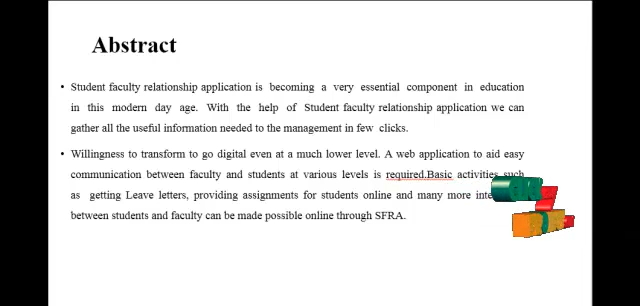 Abstract
• Student faculty relationship application is becoming a very essential component in education
in this modern day age. With the help of Student faculty relationship application we can
gather all the useful information needed to the management in few clicks.
• Willingness to transform to go digital even at a much lower level. A web application to aid easy
communication between faculty and students at various levels is required.Basic activities such
as getting Leave letters, providing assignments for students online and many more
between students and faculty can be made possible online through SFRA.